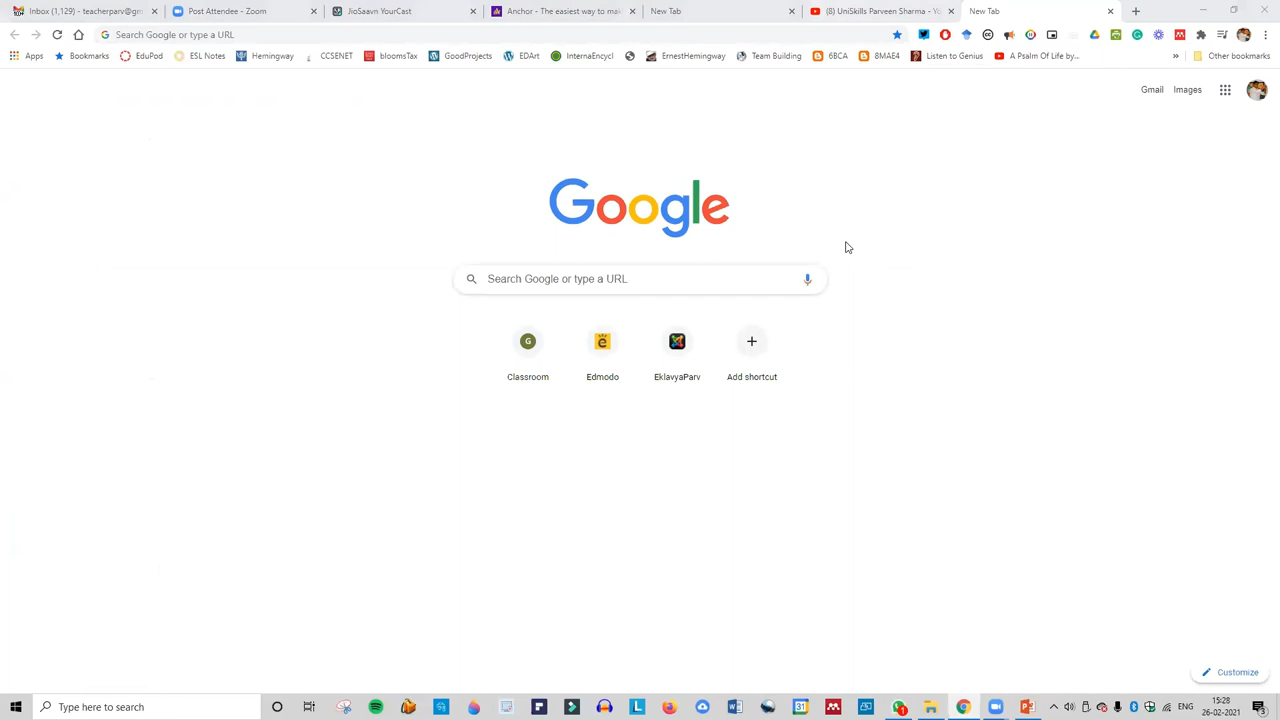 Inbox (1,129) - teacherparv@gm
Post Attendee - Zoom
JioSaavn YourCast
Anchor - The easiest way to mak
New Tab
(8) UniSkills Parveen Sharma - Yo
New Tab
Search Google or type a URL
Apps
Bookmarks
EduPod
ESL Notes
Hemingway
CCSENET
bloomsTax
GoodProjects
EDArt
InternaEncycl
ErnestHemingway
Team Building
6BCA
8MAE4
Listen to Genius
A Psalm Of Life by...
»
Other bookmarks
Gmail
Images
Google
Search Google or type a URL
G
Classroom
Edmodo
EklavyaParv
Add shortcut
Customize
Type here to search
ENG
15:28
26-02-2021